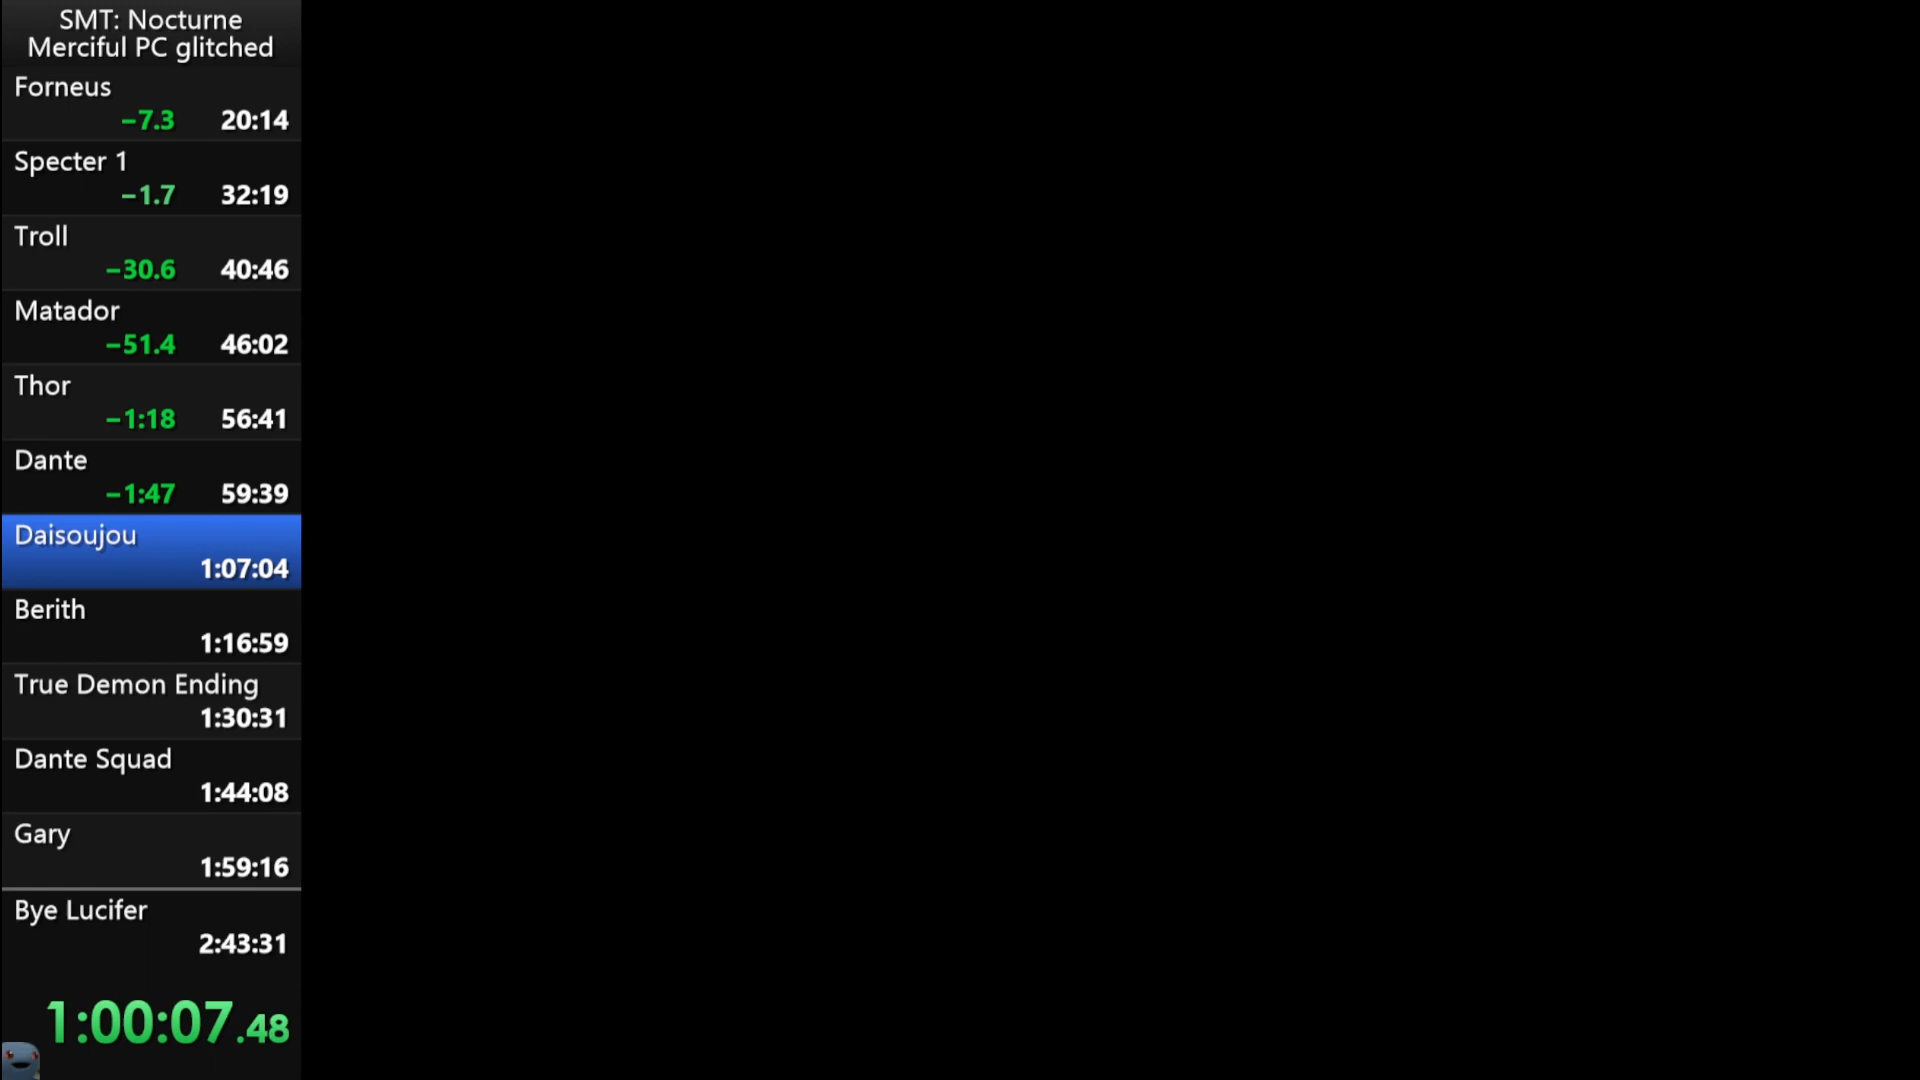 SMT: Nocturne
Merciful PC glitched
Forneus
−7.3 20:14
Specter 1
−1.7 32:19
Troll
−30.6 40:46
Matador
−51.4 46:02
Thor
−1:18 56:41
Dante
−1:47 59:39
Daisoujou
1:07:04
Berith
1:16:59
True Demon Ending
1:30:31
Dante Squad
1:44:08
Gary
1:59:16
Bye Lucifer
2:43:31
1:00:07.48